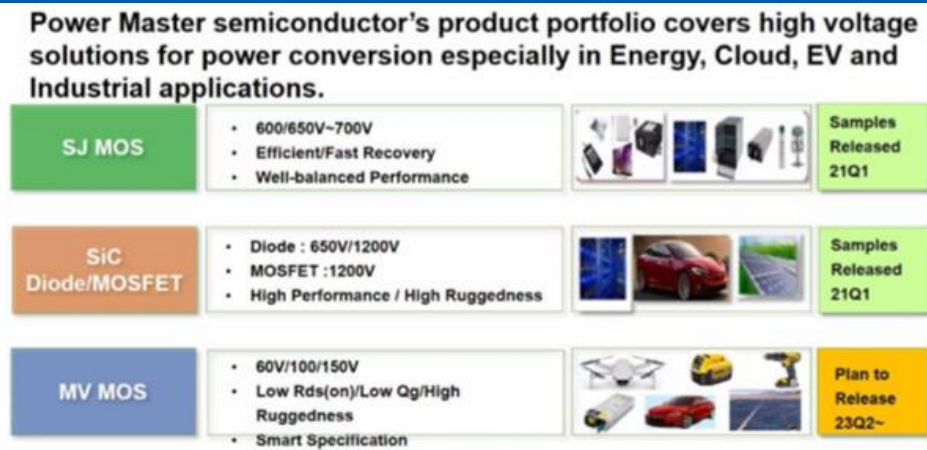 Power Master semiconductor's product portfolio covers high voltage
solutions for power conversion especially in Energy, Cloud, EV and
Industrial applications.
SJ MOS
• 600/650V~700V
• Efficient/Fast Recovery
• Well-balanced Performance
Samples
Released
21Q1
SiC
Diode/MOSFET
• Diode : 650V/1200V
• MOSFET :1200V
• High Performance / High Ruggedness
Samples
Released
21Q1
MV MOS
• 60V/100/150V
• Low Rds(on)/Low Qg/High
Ruggedness
• Smart Specification
Plan to
Release
23Q2~